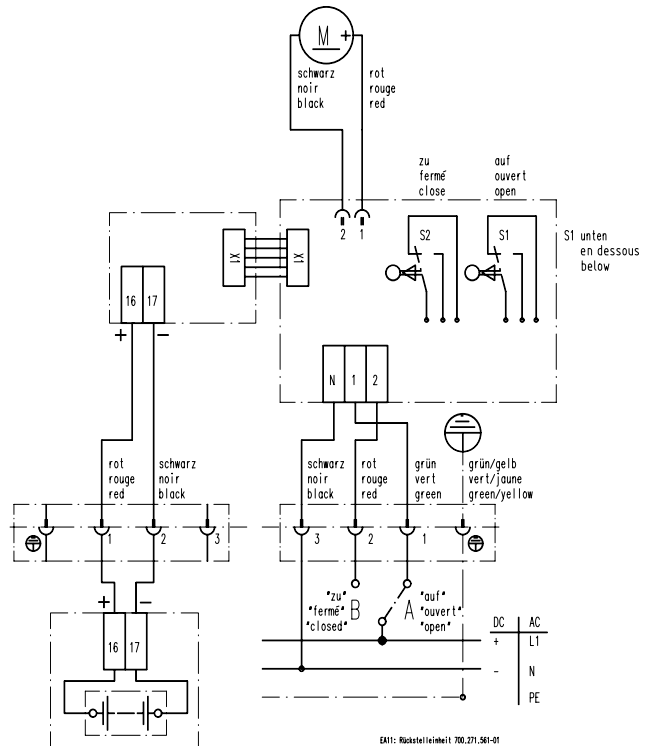 M +
schwarz
noir
black
rot
rouge
red
zu
fermé
close
auf
ouvert
open
2 1
S2
S1
S1 unten
en dessous
below
X1
X1
16 17
+ -
N 1 2
rot
rouge
red
schwarz
noir
black
schwarz
noir
black
rot
rouge
red
grün
vert
green
grün/gelb
vert/jaune
green/yellow
1 2 3
3 2 1
+ -
16 17
"zu"
"fermé"
"closed"
B
A
"auf"
"ouvert"
"open"
DC AC
+ L1
- N
PE
EA11: Rückstelleinheit 700.271.561-01